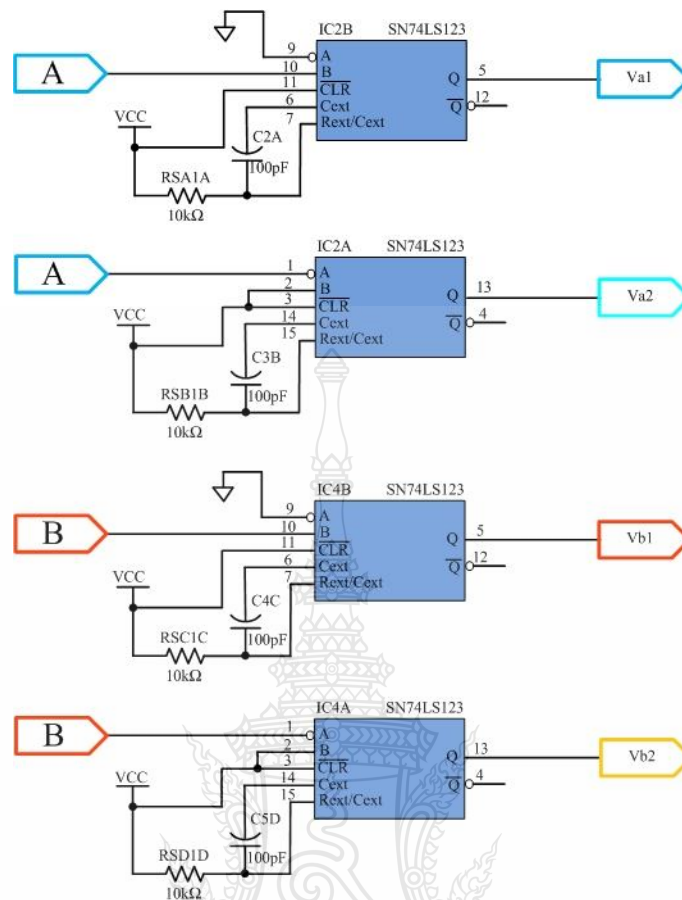 IC2B SN74LS123
9 A
A 10 B
11 CLR
Q 5 Va1
6 Cext
Q 12
7 Rext/Cext
VCC
C2A
100pF
RSA1A
10kΩ
IC2A SN74LS123
A 1 A
2 B
3 CLR
Q 13 Va2
14 Cext
Q 4
15 Rext/Cext
VCC
C3B
100pF
RSB1B
10kΩ
IC4B SN74LS123
9 A
B 10 B
11 CLR
Q 5 Vb1
6 Cext
Q 12
7 Rext/Cext
VCC
C4C
100pF
RSC1C
10kΩ
IC4A SN74LS123
B 1 A
2 B
3 CLR
Q 13 Vb2
14 Cext
Q 4
15 Rext/Cext
VCC
C5D
100pF
RSD1D
10kΩ